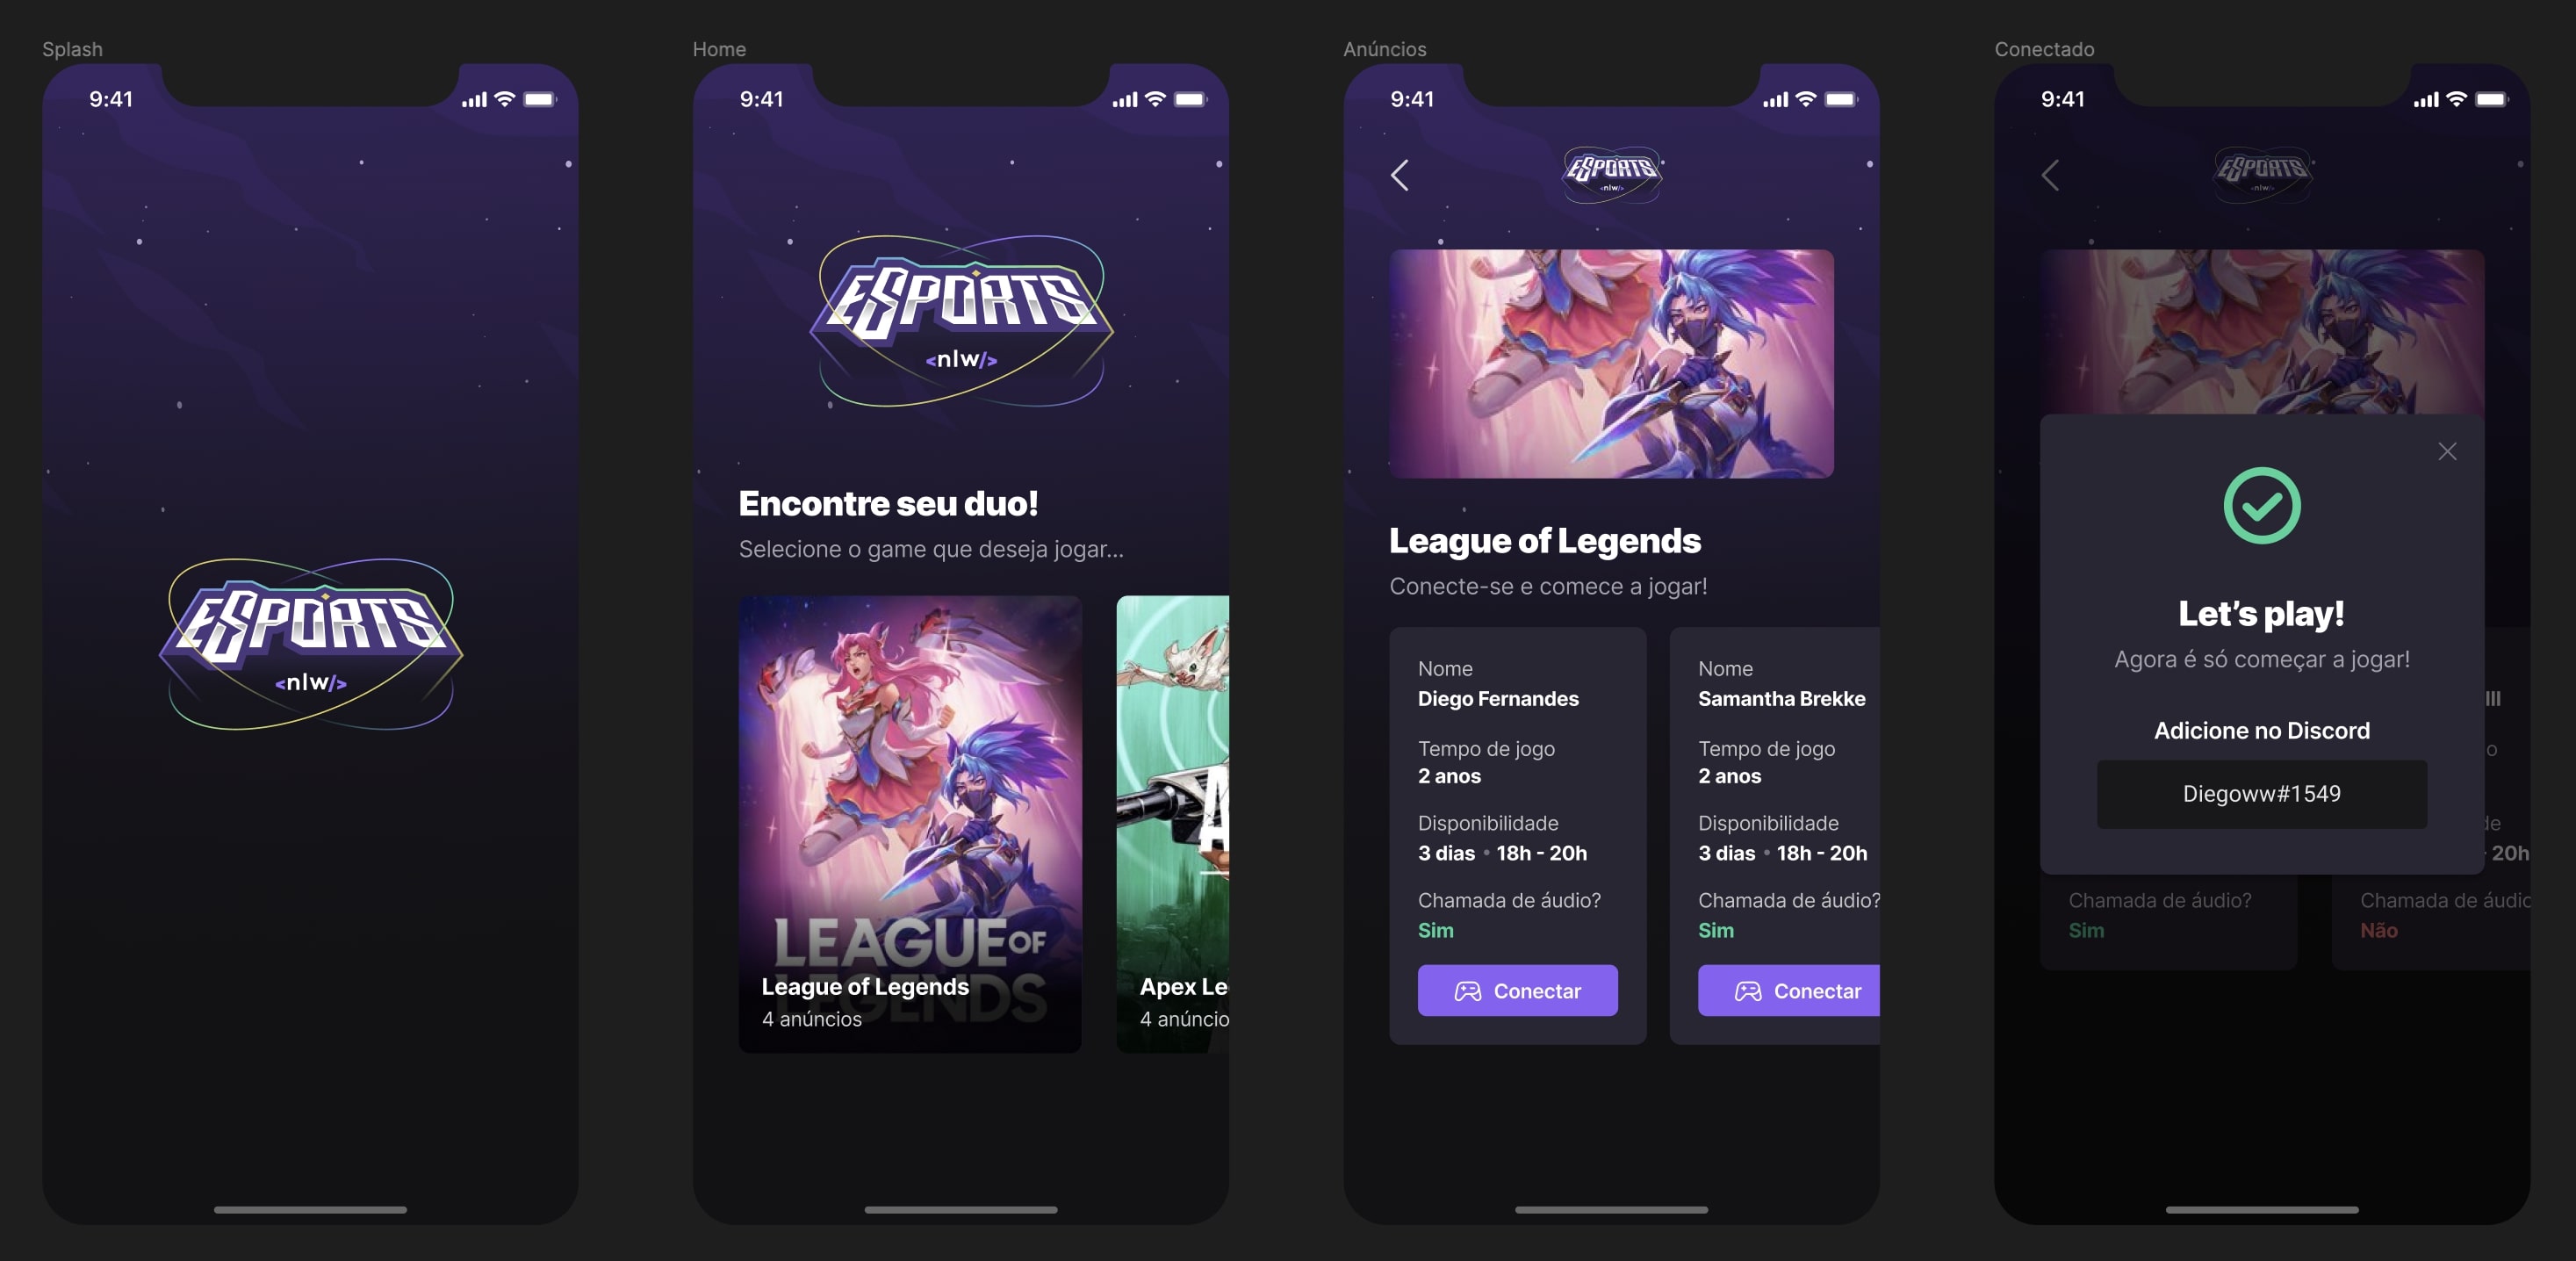 Splash
9:41
ESPORTS
<nlw/>
Home
9:41
ESPORTS
<nlw/>
Encontre seu duo!
Selecione o game que deseja jogar...
LEAGUE OF
LEGENDS
League of Legends
4 anúncios
A
Apex Le
4 anúncio
Anúncios
9:41
ESPORTS
<nlw/>
League of Legends
Conecte-se e comece a jogar!
Nome
Diego Fernandes
Tempo de jogo
2 anos
Disponibilidade
3 dias • 18h - 20h
Chamada de áudio?
Sim
Conectar
Nome
Samantha Brekke
Tempo de jogo
2 anos
Disponibilidade
3 dias • 18h - 20h
Chamada de áudio?
Sim
Conectar
Conectado
9:41
ESPORTS
<nlw/>
Let's play!
Agora é só começar a jogar!
Adicione no Discord
Diegoww#1549
Chamada de áudio?
Sim
o
de
- 20h
Chamada de áudio
Não